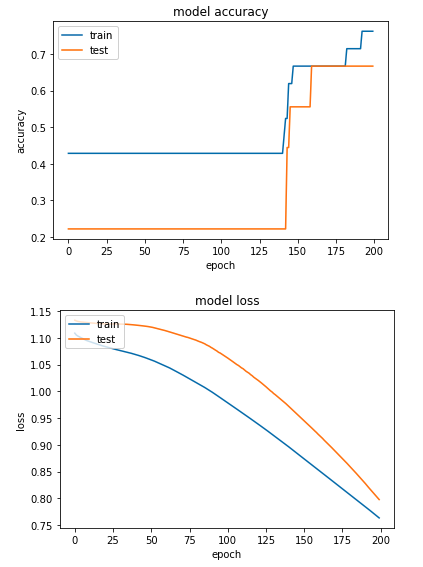 model accuracy
train
test
0.7
0.6
0.5
0.4
0.3
0.2
accuracy
0 25 50 75 100 125 150 175 200
epoch
model loss
train
test
1.15
1.10
1.05
1.00
0.95
0.90
0.85
0.80
0.75
loss
0 25 50 75 100 125 150 175 200
epoch